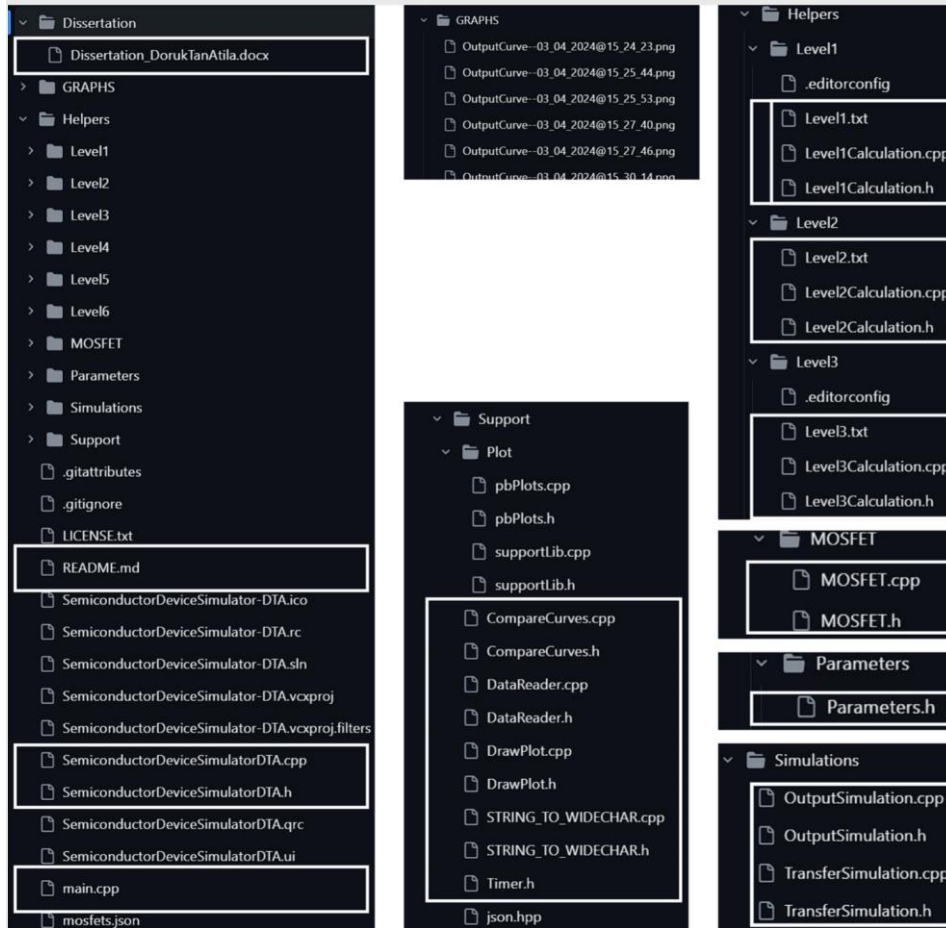 Dissertation
Dissertation_DorukTanAtila.docx
GRAPHS
Helpers
Level1
Level2
Level3
Level4
Level5
Level6
MOSFET
Parameters
Simulations
Support
.gitattributes
.gitignore
LICENSE.txt
README.md
SemiconductorDeviceSimulator-DTA.ico
SemiconductorDeviceSimulator-DTA.rc
SemiconductorDeviceSimulator-DTA.sln
SemiconductorDeviceSimulator-DTA.vcxproj
SemiconductorDeviceSimulator-DTA.vcxproj.filters
SemiconductorDeviceSimulatorDTA.cpp
SemiconductorDeviceSimulatorDTA.h
SemiconductorDeviceSimulatorDTA.qrc
SemiconductorDeviceSimulatorDTA.ui
main.cpp
mosfets.json
GRAPHS
OutputCurve--03_04_2024@15_24_23.png
OutputCurve--03_04_2024@15_25_44.png
OutputCurve--03_04_2024@15_25_53.png
OutputCurve--03_04_2024@15_27_40.png
OutputCurve--03_04_2024@15_27_46.png
OutputCurve--03_04_2024@15_30_14.png
Support
Plot
pbPlots.cpp
pbPlots.h
supportLib.cpp
supportLib.h
CompareCurves.cpp
CompareCurves.h
DataReader.cpp
DataReader.h
DrawPlot.cpp
DrawPlot.h
STRING_TO_WIDECHAR.cpp
STRING_TO_WIDECHAR.h
Timer.h
json.hpp
Helpers
Level1
.editorconfig
Level1.txt
Level1Calculation.cpp
Level1Calculation.h
Level2
Level2.txt
Level2Calculation.cpp
Level2Calculation.h
Level3
.editorconfig
Level3.txt
Level3Calculation.cpp
Level3Calculation.h
MOSFET
MOSFET.cpp
MOSFET.h
Parameters
Parameters.h
Simulations
OutputSimulation.cpp
OutputSimulation.h
TransferSimulation.cpp
TransferSimulation.h